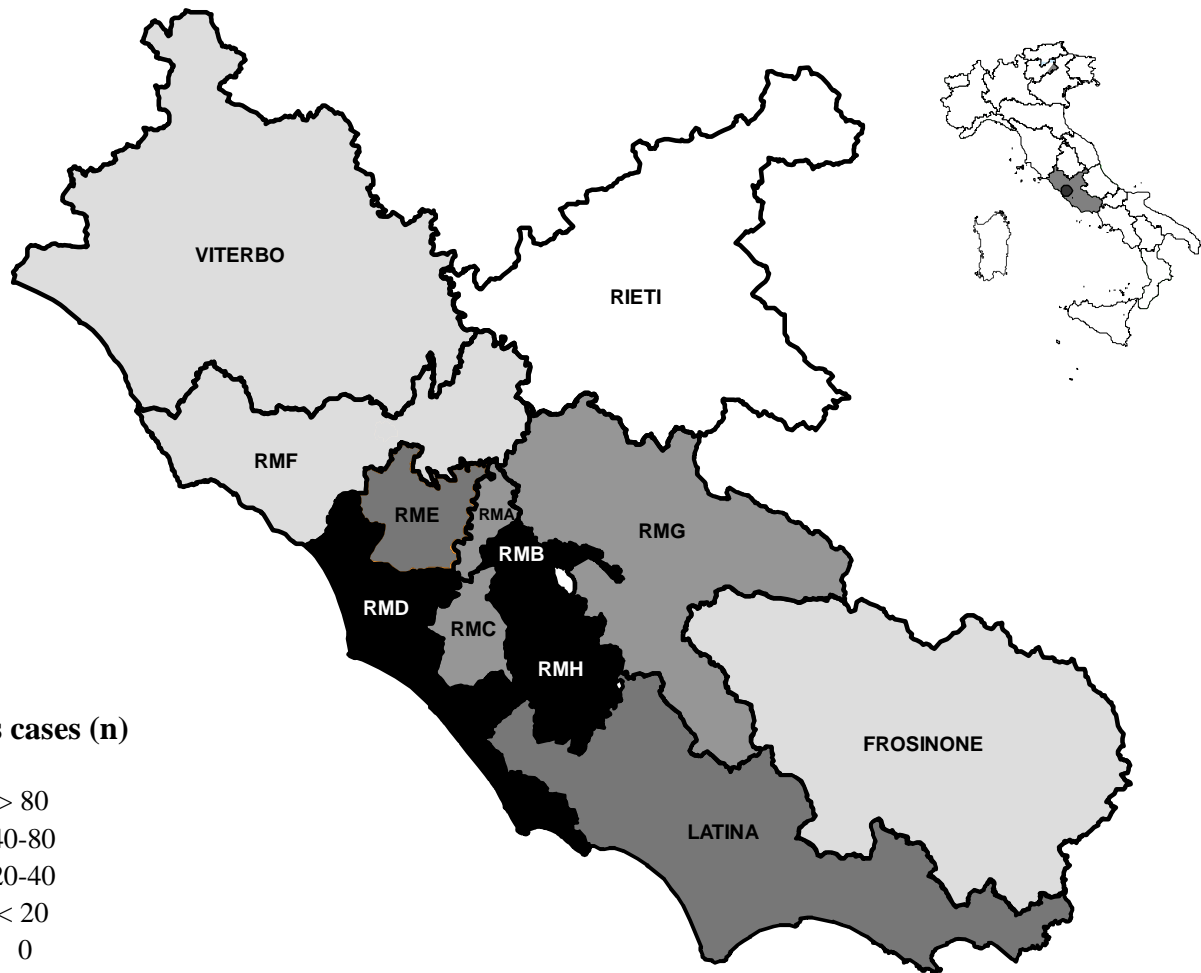 VITERBO
RIETI
RMF
RME
RMA
RMG
RMB
RMD
RMC
RMH
FROSINONE
LATINA
cases (n)
> 80
40-80
20-40
< 20
0